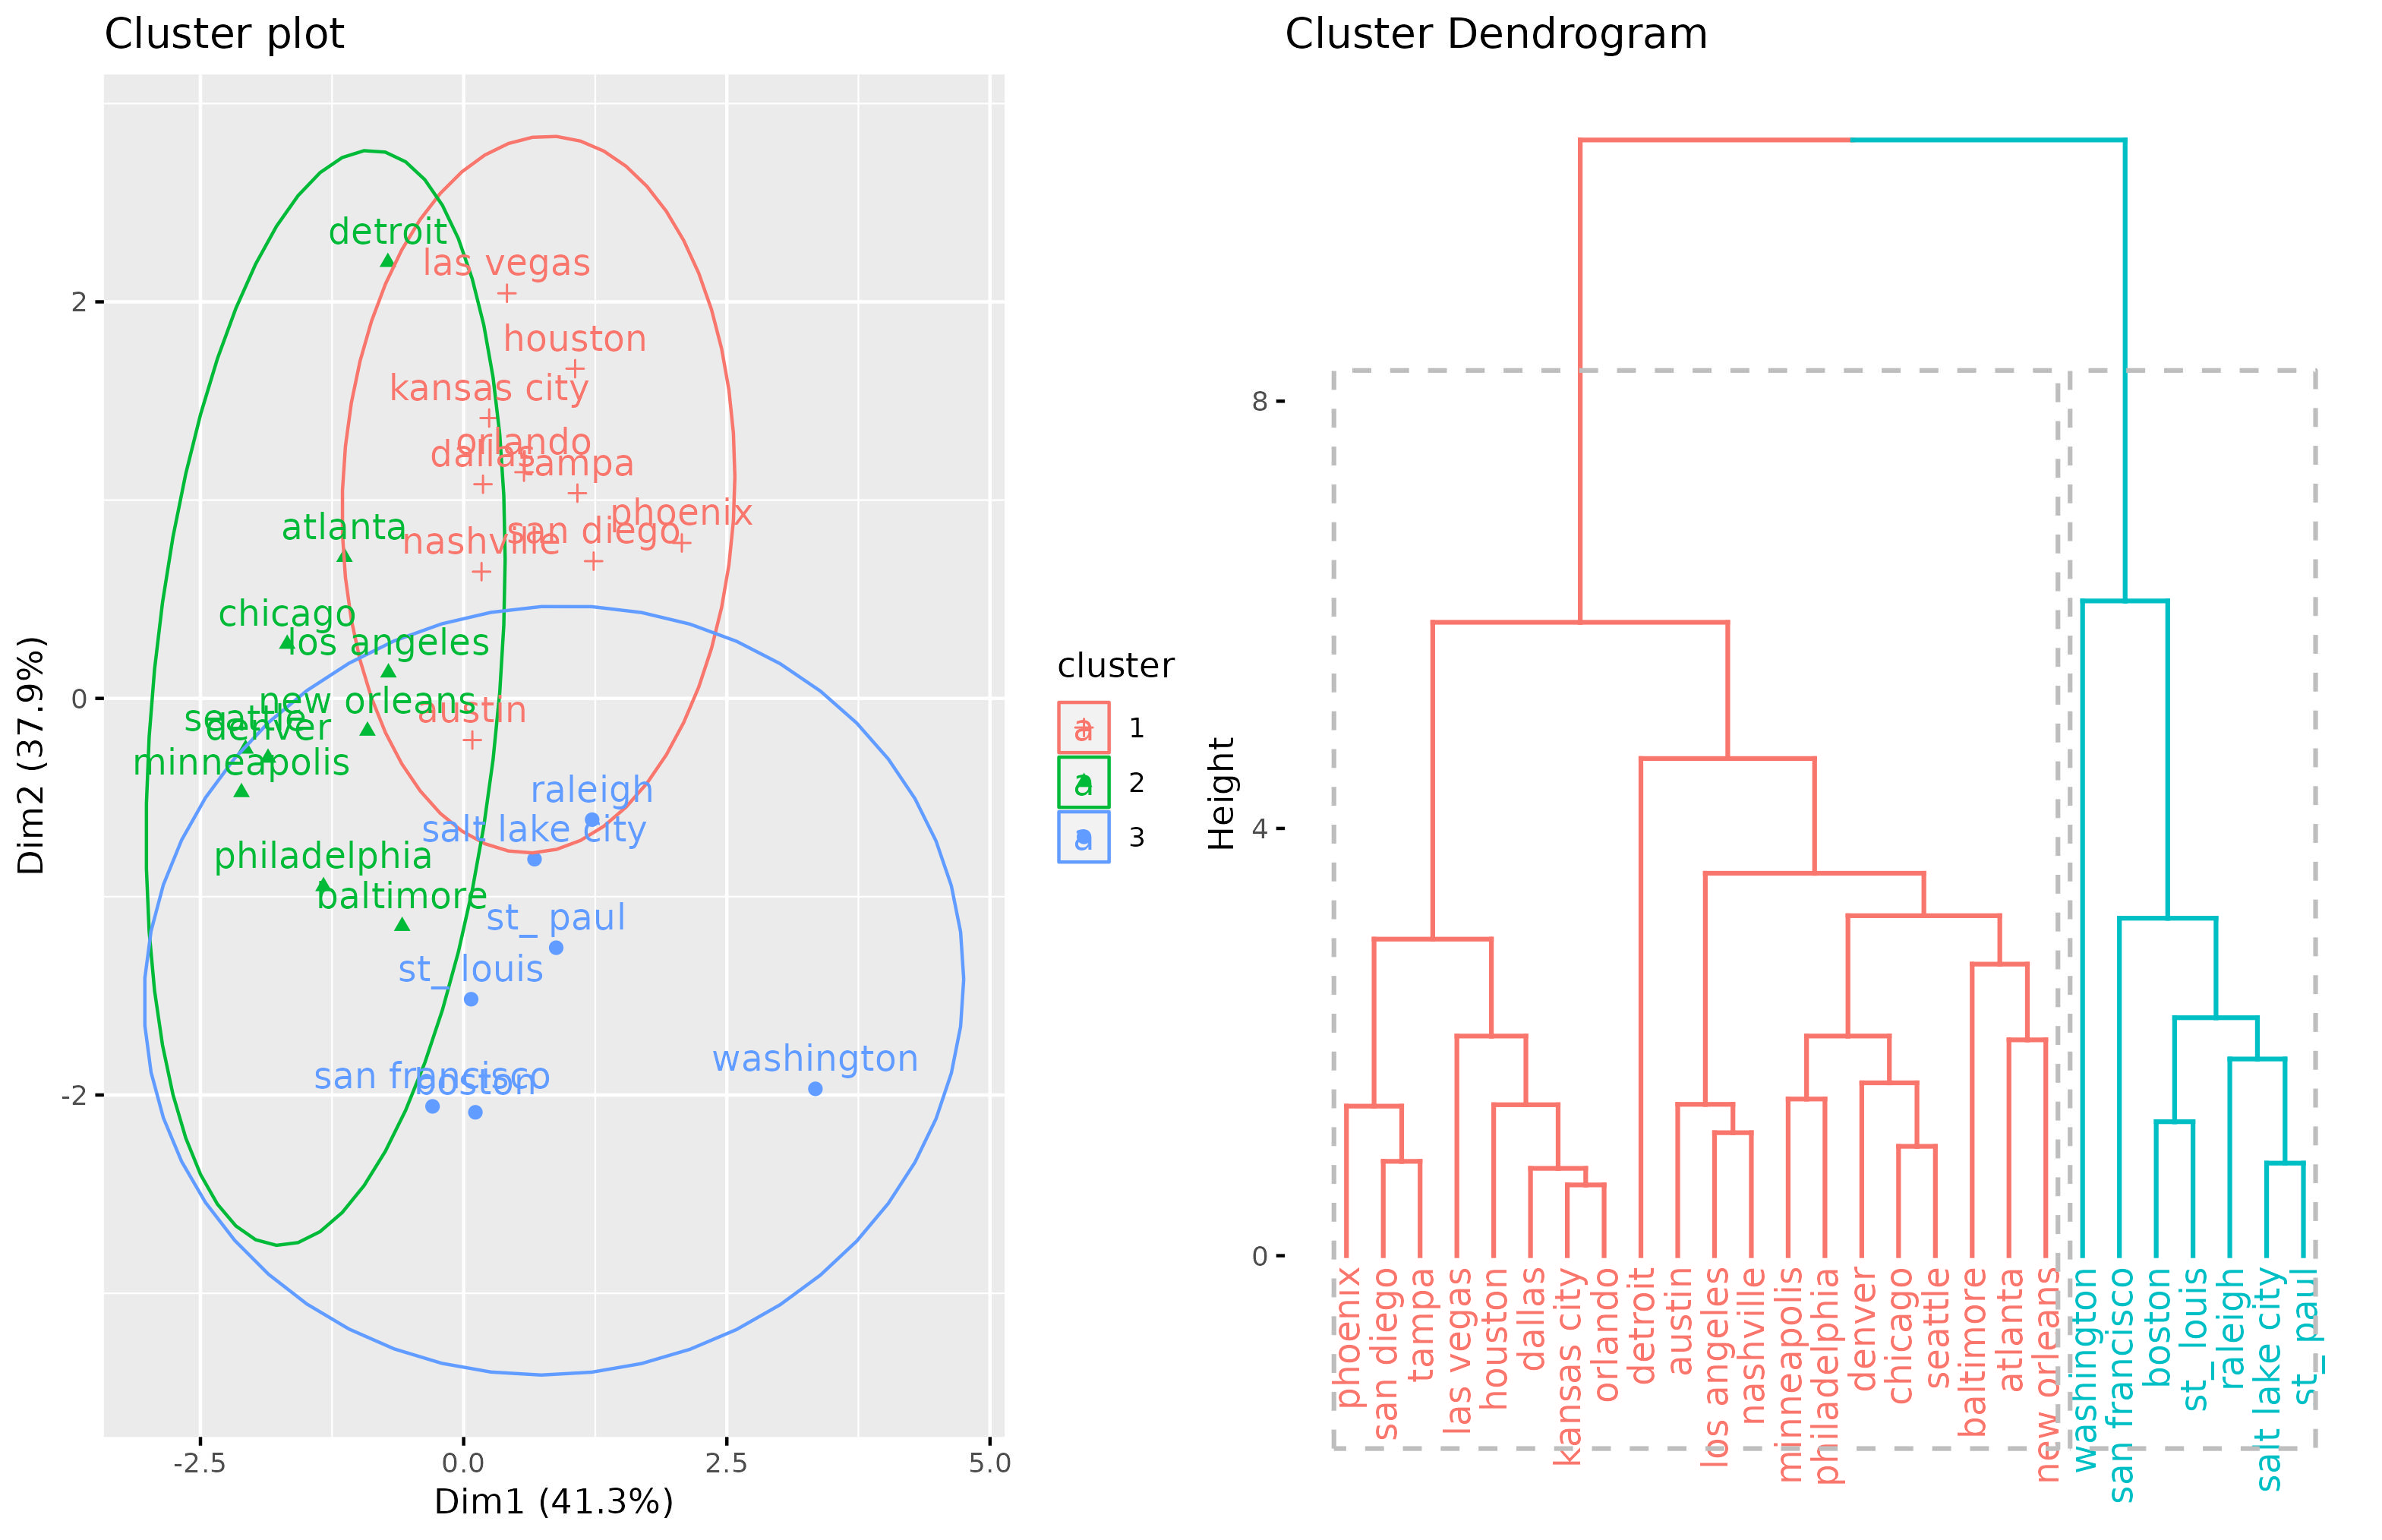 Cluster plot
detroit
las vegas
houston
kansas city
orlando
dallas
tampa
phoenix
atlanta
san diego
nashville
chicago
los angeles
new orleans
austin
seattle
denver
minneapolis
raleigh
salt lake city
philadelphia
baltimore
st_ paul
st_ louis
washington
san francisco
boston
2
0
-2
-2.5
0.0
2.5
5.0
Dim1 (41.3%)
Dim2 (37.9%)
cluster
a 1
a 2
a 3
Cluster Dendrogram
Height
8
4
0
phoenix
san diego
tampa
las vegas
houston
dallas
kansas city
orlando
detroit
austin
los angeles
nashville
minneapolis
philadelphia
denver
chicago
seattle
baltimore
atlanta
new orleans
washington
san francisco
boston
st_ louis
raleigh
salt lake city
st_ paul